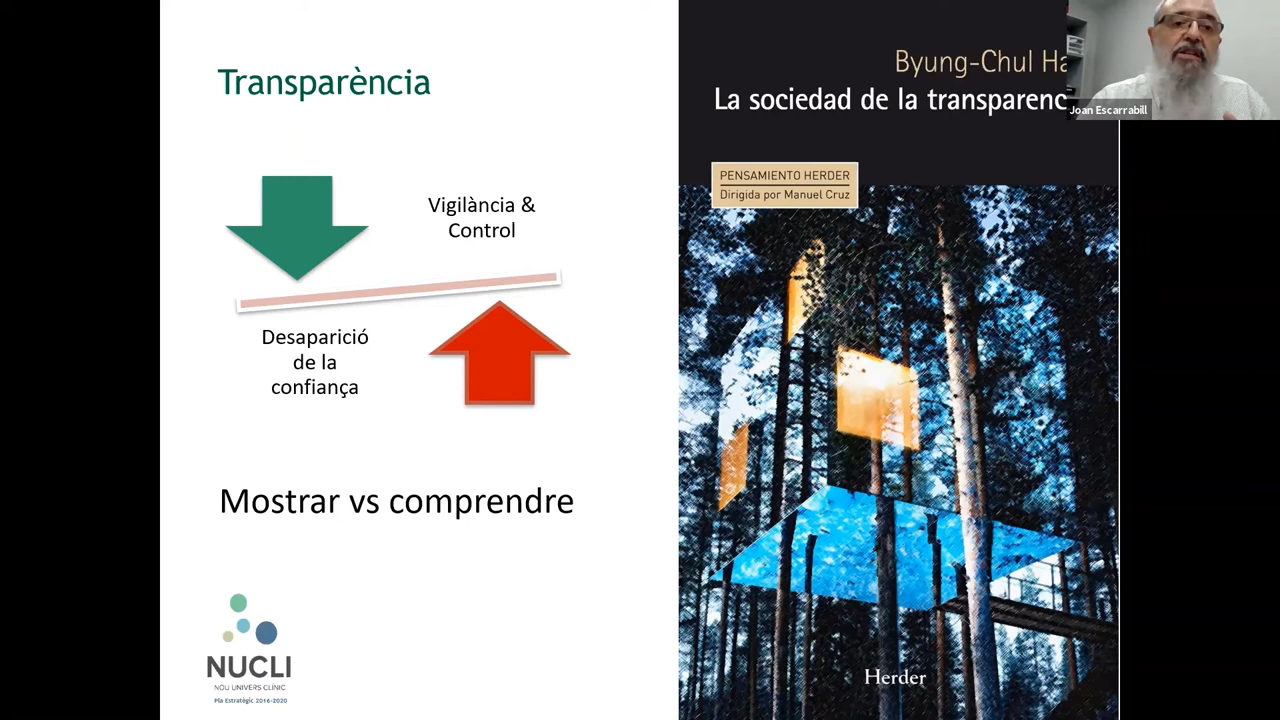 Transparència
Vigilància &
Control
Desaparició
de la
confiança
Mostrar vs comprendre
NUCLI
NOU UNIVERS CLÍNIC
Pla Estratègic 2016-2020
Byung-Chul Ha
La sociedad de la transparenc
PENSAMIENTO HERDER
Dirigida por Manuel Cruz
Herder
Joan Escarrabill